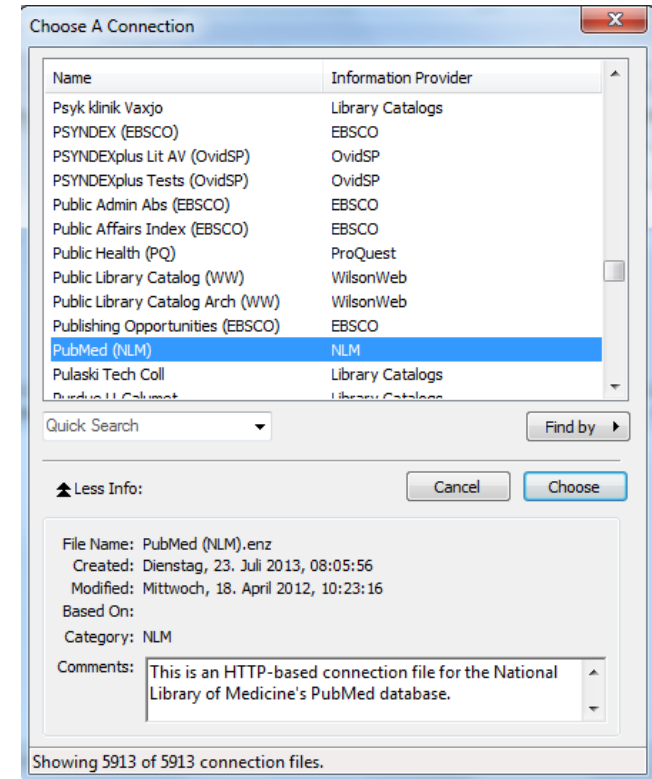 Choose A Connection
Name Information Provider
Psyk klinik Vaxjo Library Catalogs
PSYNDEX (EBSCO) EBSCO
PSYNDEXplus Lit AV (OvidSP) OvidSP
PSYNDEXplus Tests (OvidSP) OvidSP
Public Admin Abs (EBSCO) EBSCO
Public Affairs Index (EBSCO) EBSCO
Public Health (PQ) ProQuest
Public Library Catalog (WW) WilsonWeb
Public Library Catalog Arch (WW) WilsonWeb
Publishing Opportunities (EBSCO) EBSCO
PubMed (NLM) NLM
Pulaski Tech Coll Library Catalogs
Purdue U Calumet Library Catalogs
Quick Search Find by
Less Info: Cancel Choose
File Name: PubMed (NLM).enz
Created: Dienstag, 23. Juli 2013, 08:05:56
Modified: Mittwoch, 18. April 2012, 10:23:16
Based On:
Category: NLM
Comments: This is an HTTP-based connection file for the National
Library of Medicine's PubMed database.
Showing 5913 of 5913 connection files.